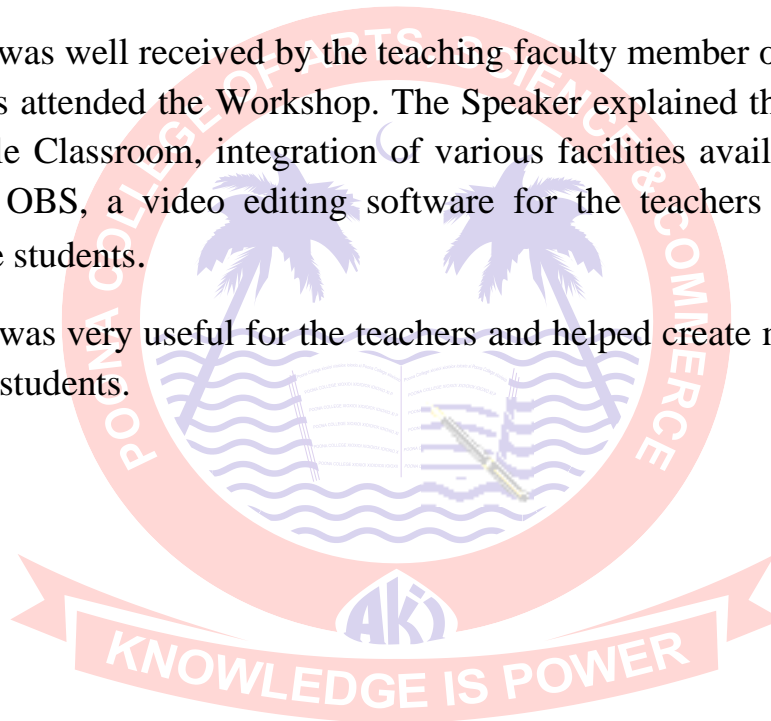 was well received by the teaching faculty member o
s attended the Workshop. The Speaker explained th
le Classroom, integration of various facilities avail
OBS, a video editing software for the teachers
e students.
was very useful for the teachers and helped create
students.
POONA COLLEGE OF ARTS, SCIENCE & COMMERCE
AKI
KNOWLEDGE IS POWER